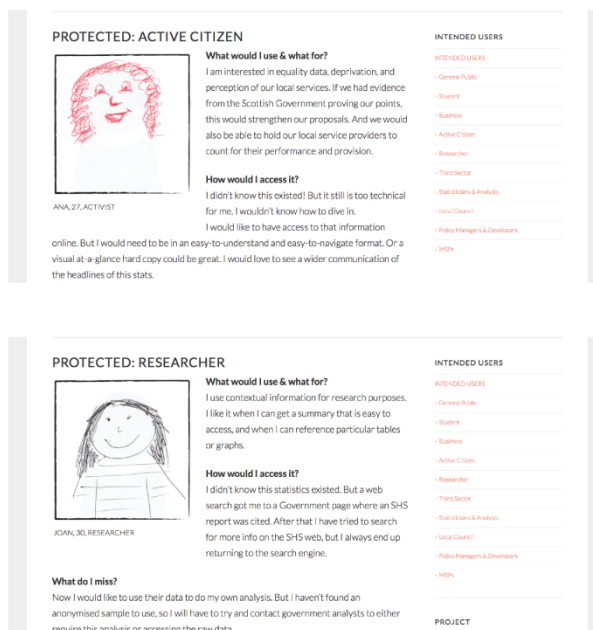 PROTECTED: ACTIVE CITIZEN
What would I use & what for?
I am interested in equality data, deprivation, and
perception of our local services. If we had evidence
from the Scottish Government proving our points,
this would strengthen our proposals. And we would
also be able to hold our local service providers to
count for their performance and provision.
How would I access it?
I didn't know this existed! But it still is too technical
for me. I wouldn't know how to dive in.
I would like to have access to that information
online. But I would need to be in an easy-to-understand and easy-to-navigate format. Or a
visual at-a-glance hard copy could be great. I would love to see a wider communication of
the headlines of this stats.
ANA, 27, ACTIVIST
INTENDED USERS
INTENDED USERS
- General Public
- Student
- Business
- Active Citizen
- Researcher
- Third Sector
- Statisticians & Analysts
- Local Council
- Policy Managers & Developers
- MSPs
PROTECTED: RESEARCHER
What would I use & what for?
I use contextual information for research purposes.
I like it when I can get a summary that is easy to
access, and when I can reference particular tables
or graphs.
How would I access it?
I didn't know this statistics existed. But a web
search got me to a Government page where an SHS
report was cited. After that I have tried to search
for more info on the SHS web, but I always end up
returning to the search engine.
JOAN, 30, RESEARCHER
What do I miss?
Now I would like to use their data to do my own analysis. But I haven't found an
anonymised sample to use, so I will have to try and contact government analysts to either
require this analysis or accessing the raw data
INTENDED USERS
INTENDED USERS
- General Public
- Student
- Business
- Active Citizen
- Researcher
- Third Sector
- Statisticians & Analysts
- Local Council
- Policy Managers & Developers
- MSPs
PROJECT